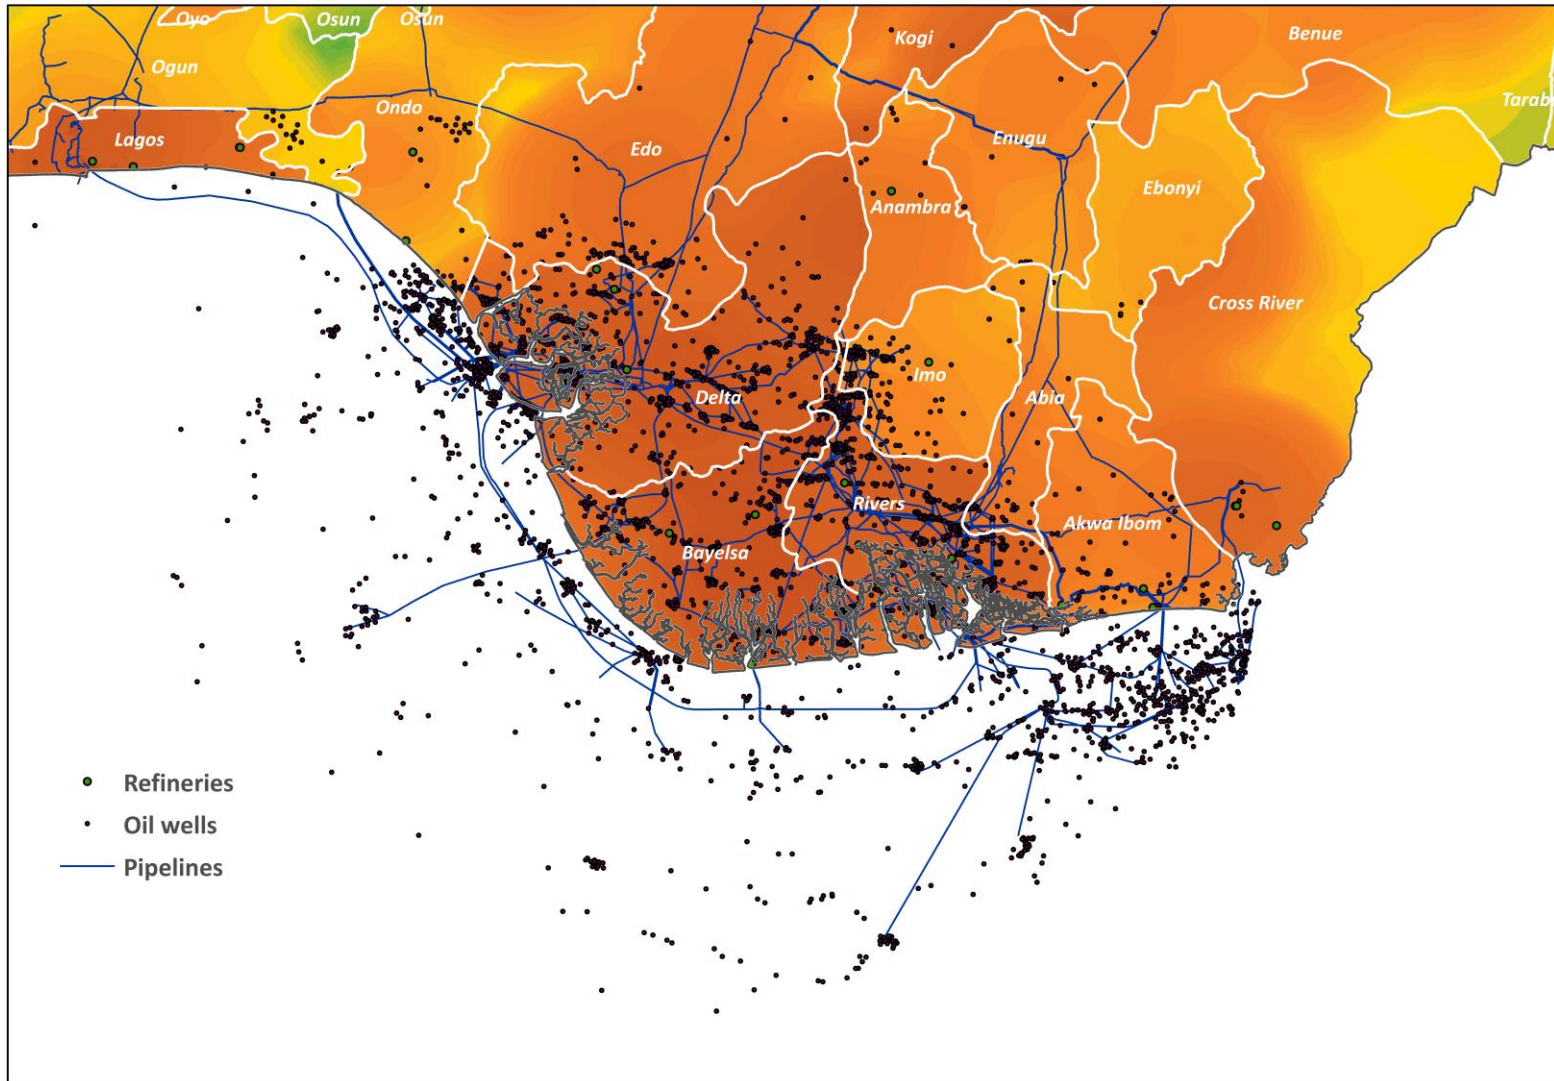 Oyo
Osun
Osun
Kogi
Benue
Ogun
Ondo
Tarab
Lagos
Edo
Enugu
Ebonyi
Anambra
Cross River
Imo
Delta
Abia
Rivers
Akwa Ibom
Bayelsa
Refineries
Oil wells
Pipelines